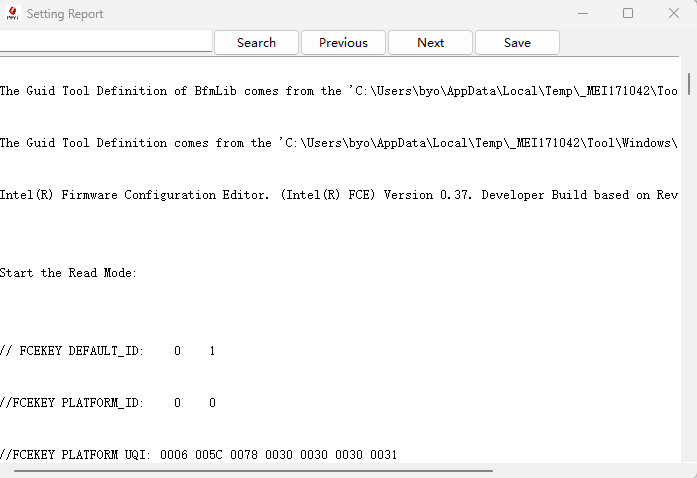 Setting Report
Search Previous Next Save
The Guid Tool Definition of BfmLib comes from the 'C:\Users\byo\AppData\Local\Temp\_MEI171042\Too
The Guid Tool Definition comes from the 'C:\Users\byo\AppData\Local\Temp\_MEI171042\Tool\Windows\
Intel(R) Firmware Configuration Editor. (Intel(R) FCE) Version 0.37. Developer Build based on Rev
Start the Read Mode:
// FCEKEY DEFAULT_ID: 0 1
//FCEKEY PLATFORM_ID: 0 0
//FCEKEY PLATFORM UQI: 0006 005C 0078 0030 0030 0030 0031